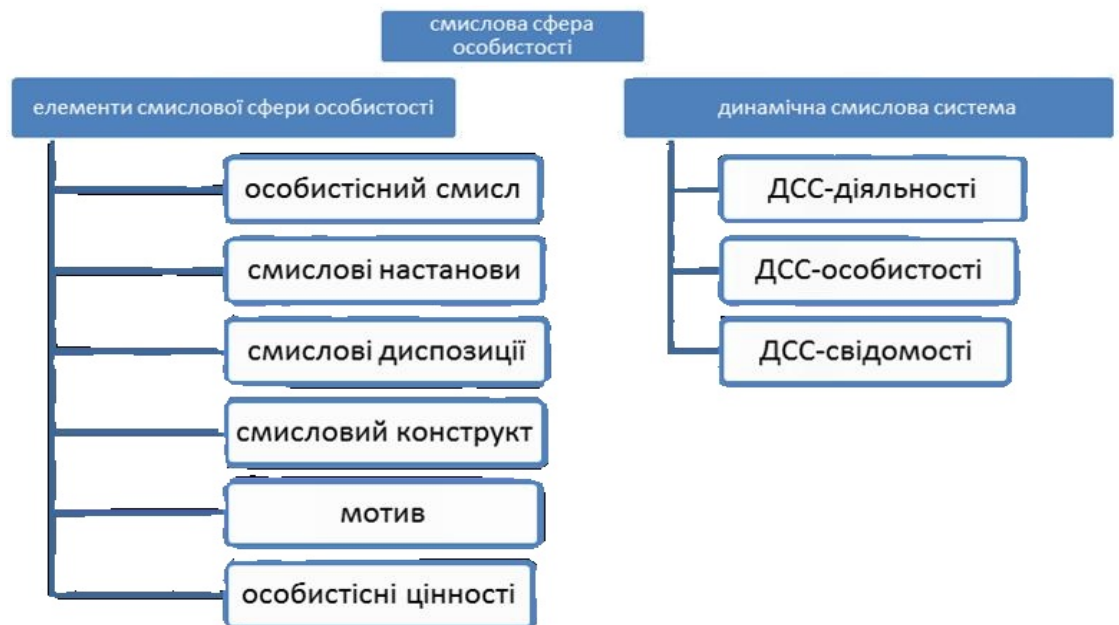 смислова сфера
особистості
елементи смислової сфери особистості
динамічна смислова система
особистісний смисл
смислові настанови
смислові диспозиції
смисловий конструкт
мотив
особистісні цінності
ДСС-діяльності
ДСС-особистості
ДСС-свідомості